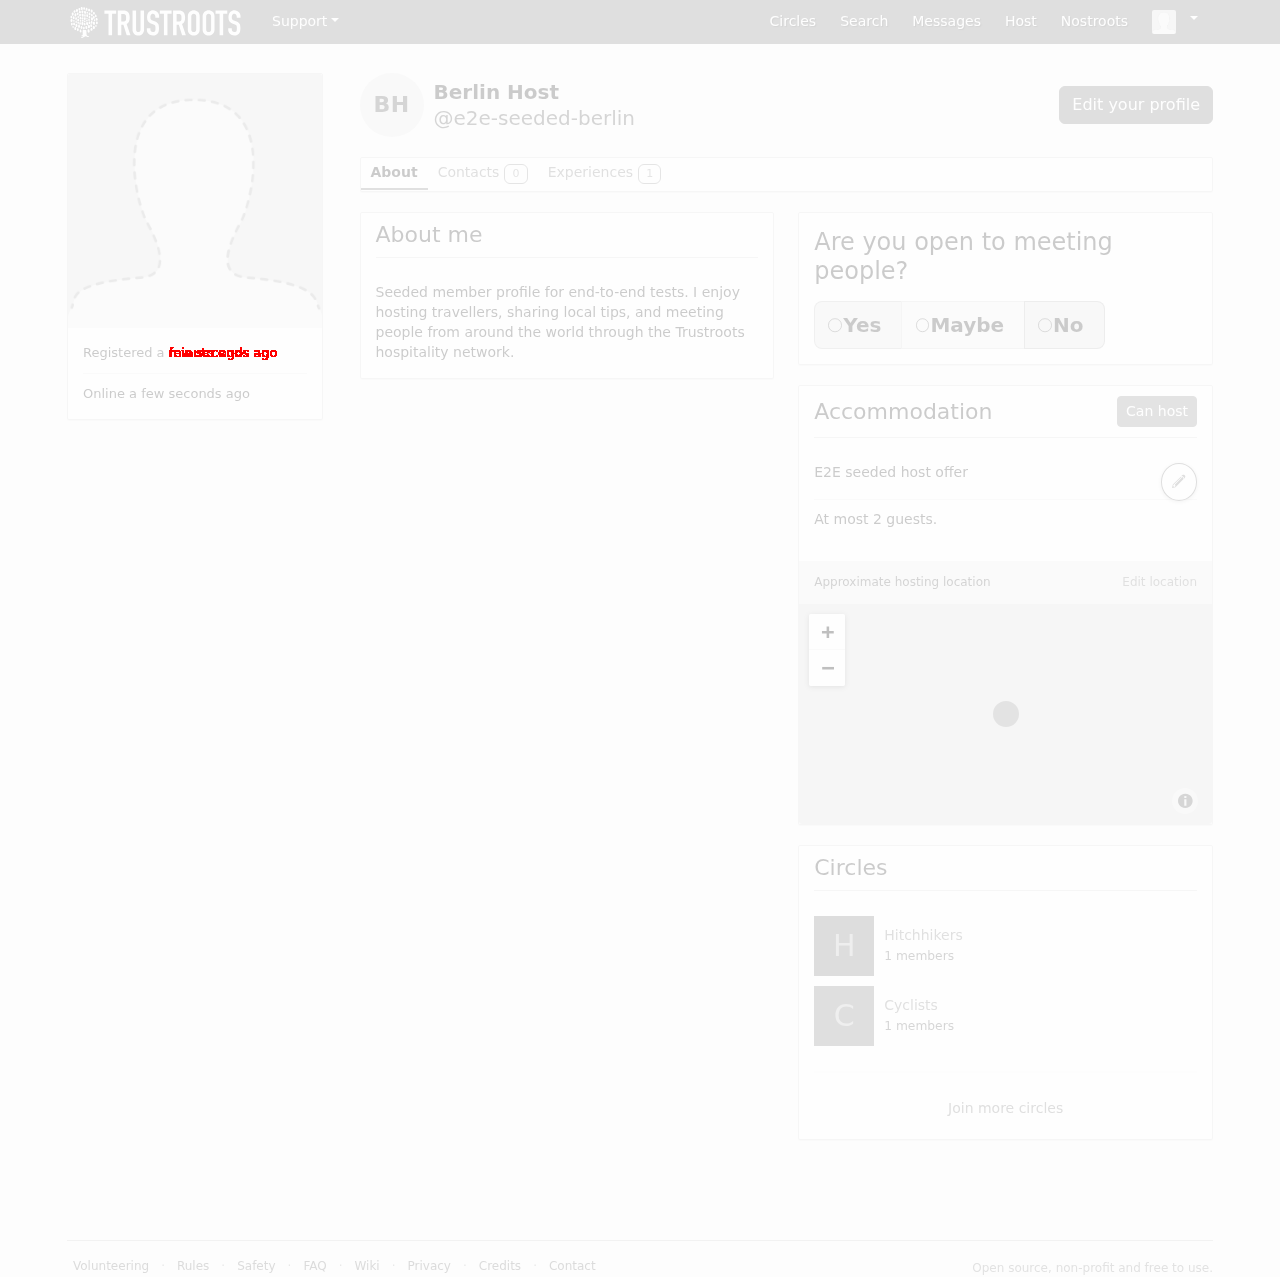 TRUSTROOTS Support Circles Search Messages Host Nostroots
BH Berlin Host
@e2e-seeded-berlin
Edit your profile
About Contacts 0 Experiences 1
Registered a
Online a few seconds ago
About me
Seeded member profile for end-to-end tests. I enjoy
hosting travellers, sharing local tips, and meeting
people from around the world through the Trustroots
hospitality network.
Are you open to meeting
people?
Yes Maybe No
Accommodation Can host
E2E seeded host offer
At most 2 guests.
Approximate hosting location Edit location
+
−
Circles
H Hitchhikers
1 members
C Cyclists
1 members
Join more circles
Volunteering · Rules · Safety · FAQ · Wiki · Privacy · Credits · Contact
Open source, non-profit and free to use.